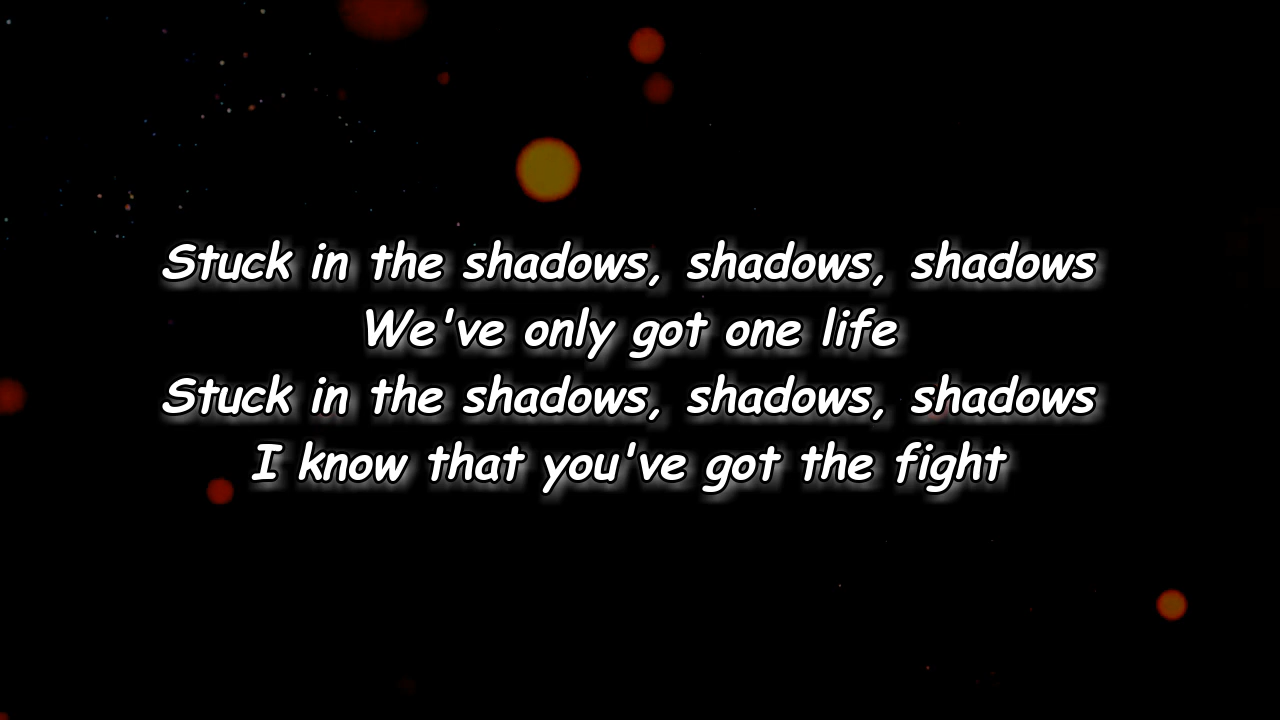 Stuck in the shadows, shadows, shadows
We've only got one life
Stuck in the shadows, shadows, shadows
I know that you've got the fight